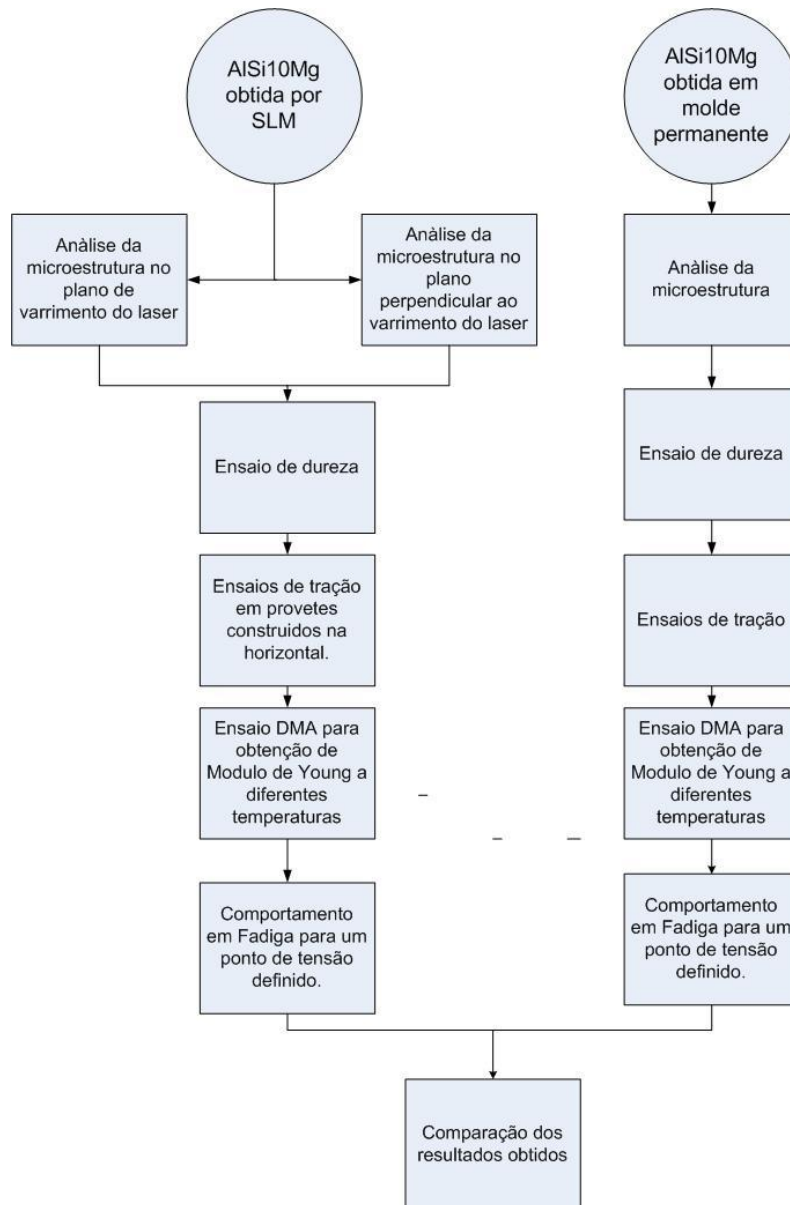 AlSi10Mg
obtida por
SLM
AlSi10Mg
obtida em
molde
permanente
Anàlise da
microestrutura no
plano de
varrimento do laser
Anàlise da
microestrutura no
plano
perpendicular ao
varrimento do laser
Anàlise da
microestrutura
Ensaio de dureza
Ensaio de dureza
Ensaios de tração
em provetes
construidos na
horizontal.
Ensaios de tração
Ensaio DMA para
obtenção de
Modulo de Young a
diferentes
temperaturas
Ensaio DMA para
obtenção de
Modulo de Young a
diferentes
temperaturas
Comportamento
em Fadiga para um
ponto de tensão
definido.
Comportamento
em Fadiga para um
ponto de tensão
definido.
Comparação dos
resultados obtidos